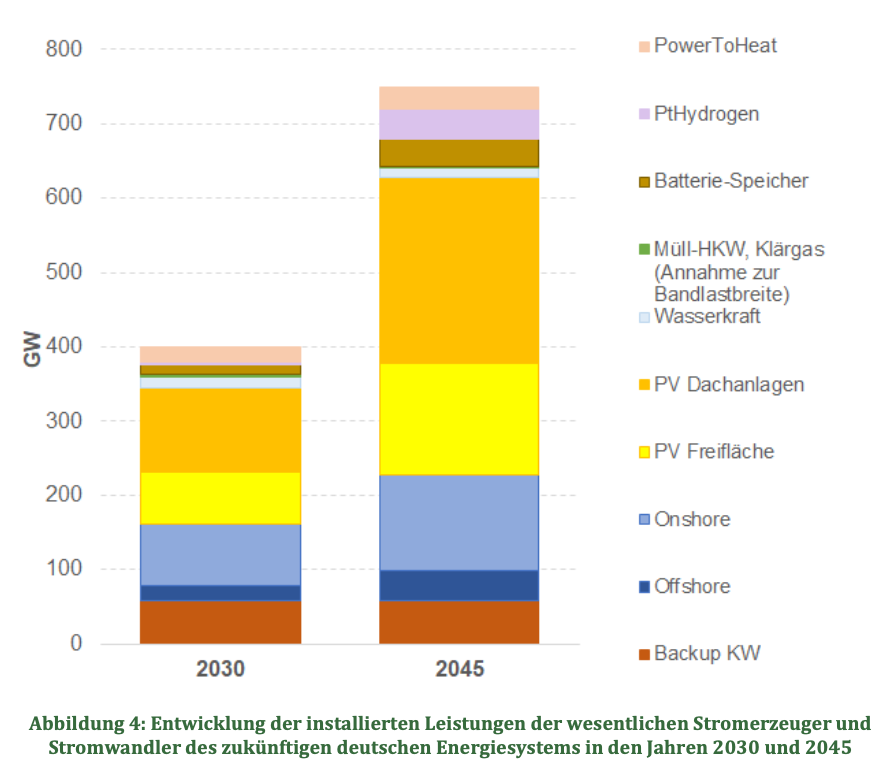 800
700
600
500
400
300
200
100
0
GW
2030
2045
PowerToHeat
PtHydrogen
Batterie-Speicher
Müll-HKW, Klärgas
(Annahme zur
Bandlastbreite)
Wasserkraft
PV Dachanlagen
PV Freifläche
Onshore
Offshore
Backup KW
Abbildung 4: Entwicklung der installierten Leistungen der wesentlichen Stromerzeuger und
Stromwandler des zukünftigen deutschen Energiesystems in den Jahren 2030 und 2045